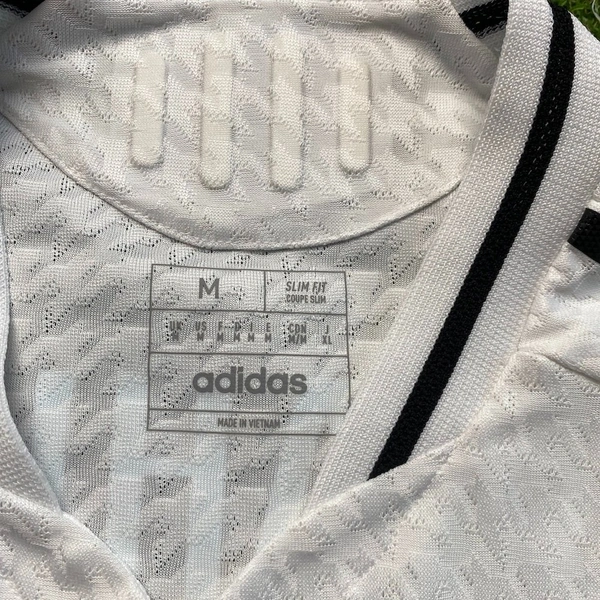 M
SLIM FIT
COUPE SLIM
UK US F D I E CDN J
M M M M M M M/M XL
adidas
MADE IN VIETNAM